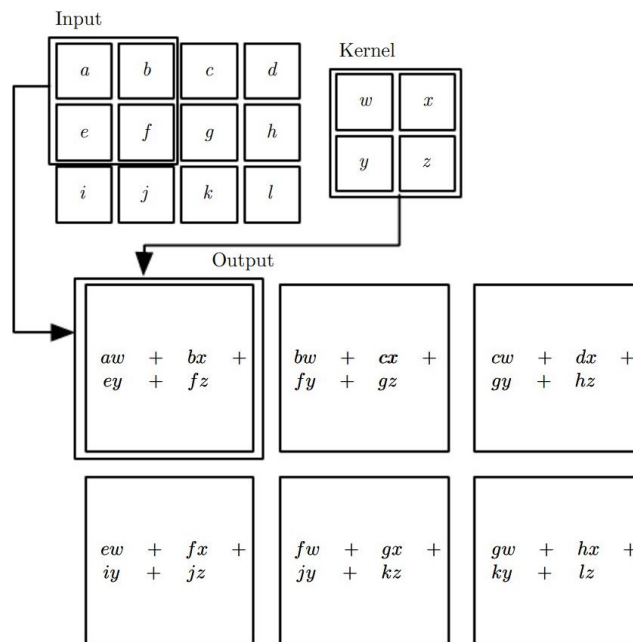 Input
a b c d
Kernel
w x
e f g h
y z
i j k l
Output
aw + bx +
ey + fz
bw + cx +
fy + gz
cw + dx +
gy + hz
ew + fx +
iy + jz
fw + gx +
jy + kz
gw + hx +
ky + lz